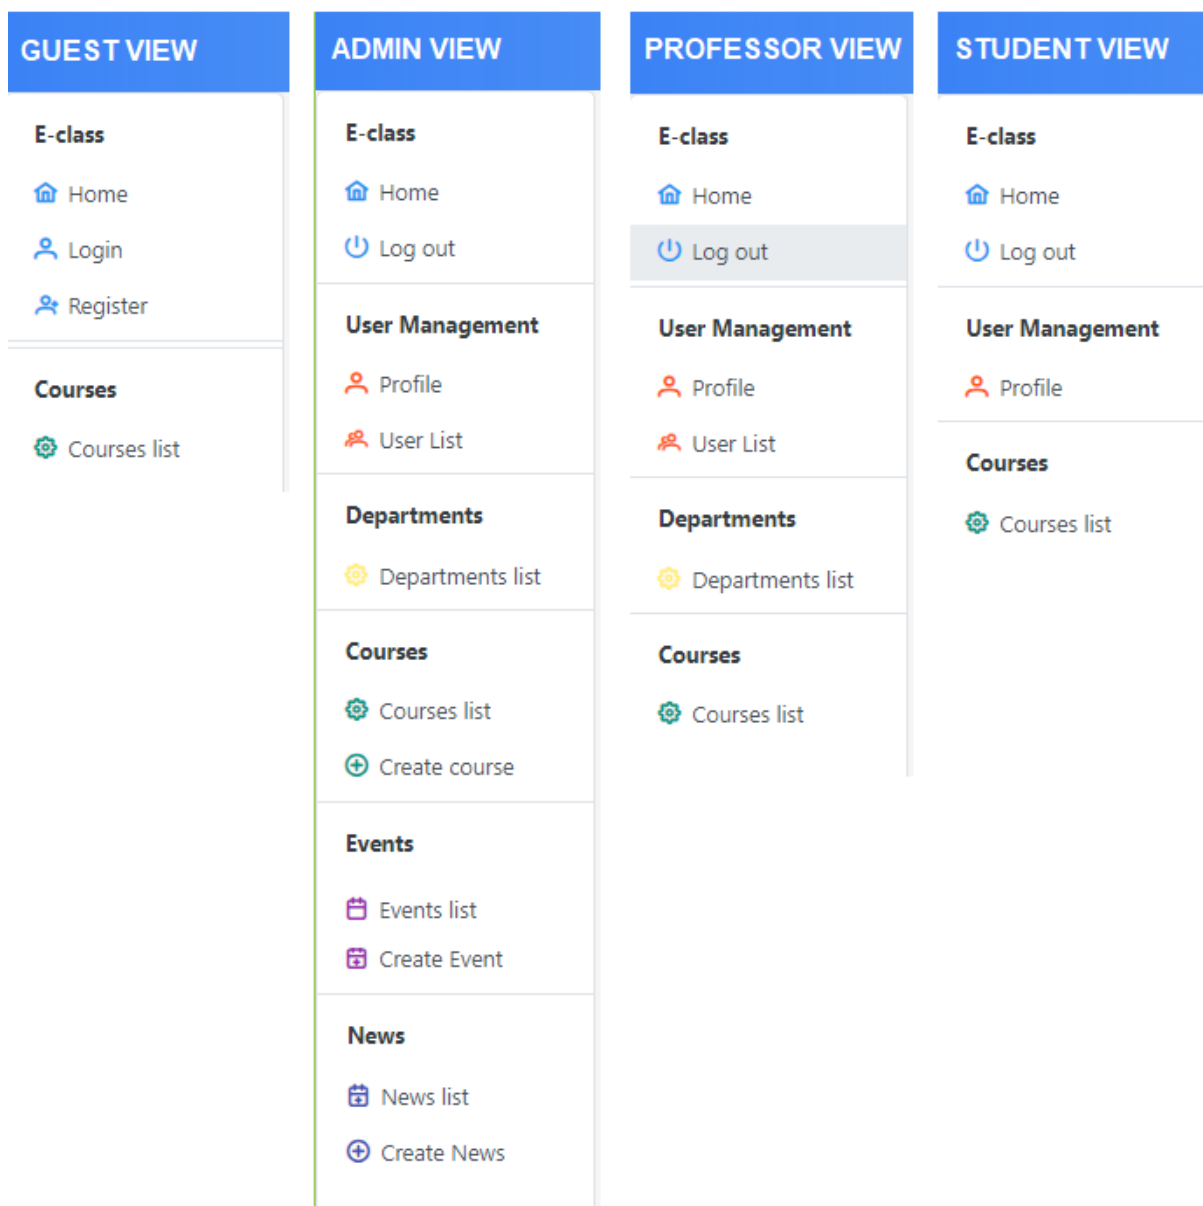 GUEST VIEW
E-class
Home
Login
Register
Courses
Courses list
ADMIN VIEW
E-class
Home
Log out
User Management
Profile
User List
Departments
Departments list
Courses
Courses list
Create course
Events
Events list
Create Event
News
News list
Create News
PROFESSOR VIEW
E-class
Home
Log out
User Management
Profile
User List
Departments
Departments list
Courses
Courses list
STUDENT VIEW
E-class
Home
Log out
User Management
Profile
Courses
Courses list